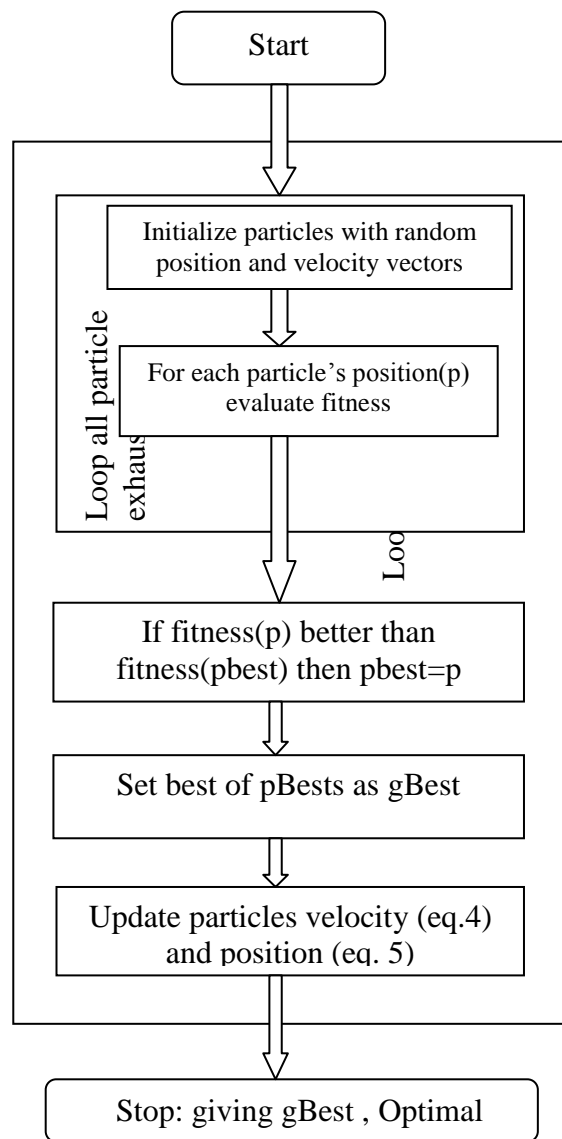 Start
Initialize particles with random
position and velocity vectors
For each particle’s position(p)
evaluate fitness
Loop all particle
If fitness(p) better than
fitness(pbest) then pbest=p
Set best of pBests as gBest
Update particles velocity (eq.4)
and position (eq. 5)
Stop: giving gBest , Optimal